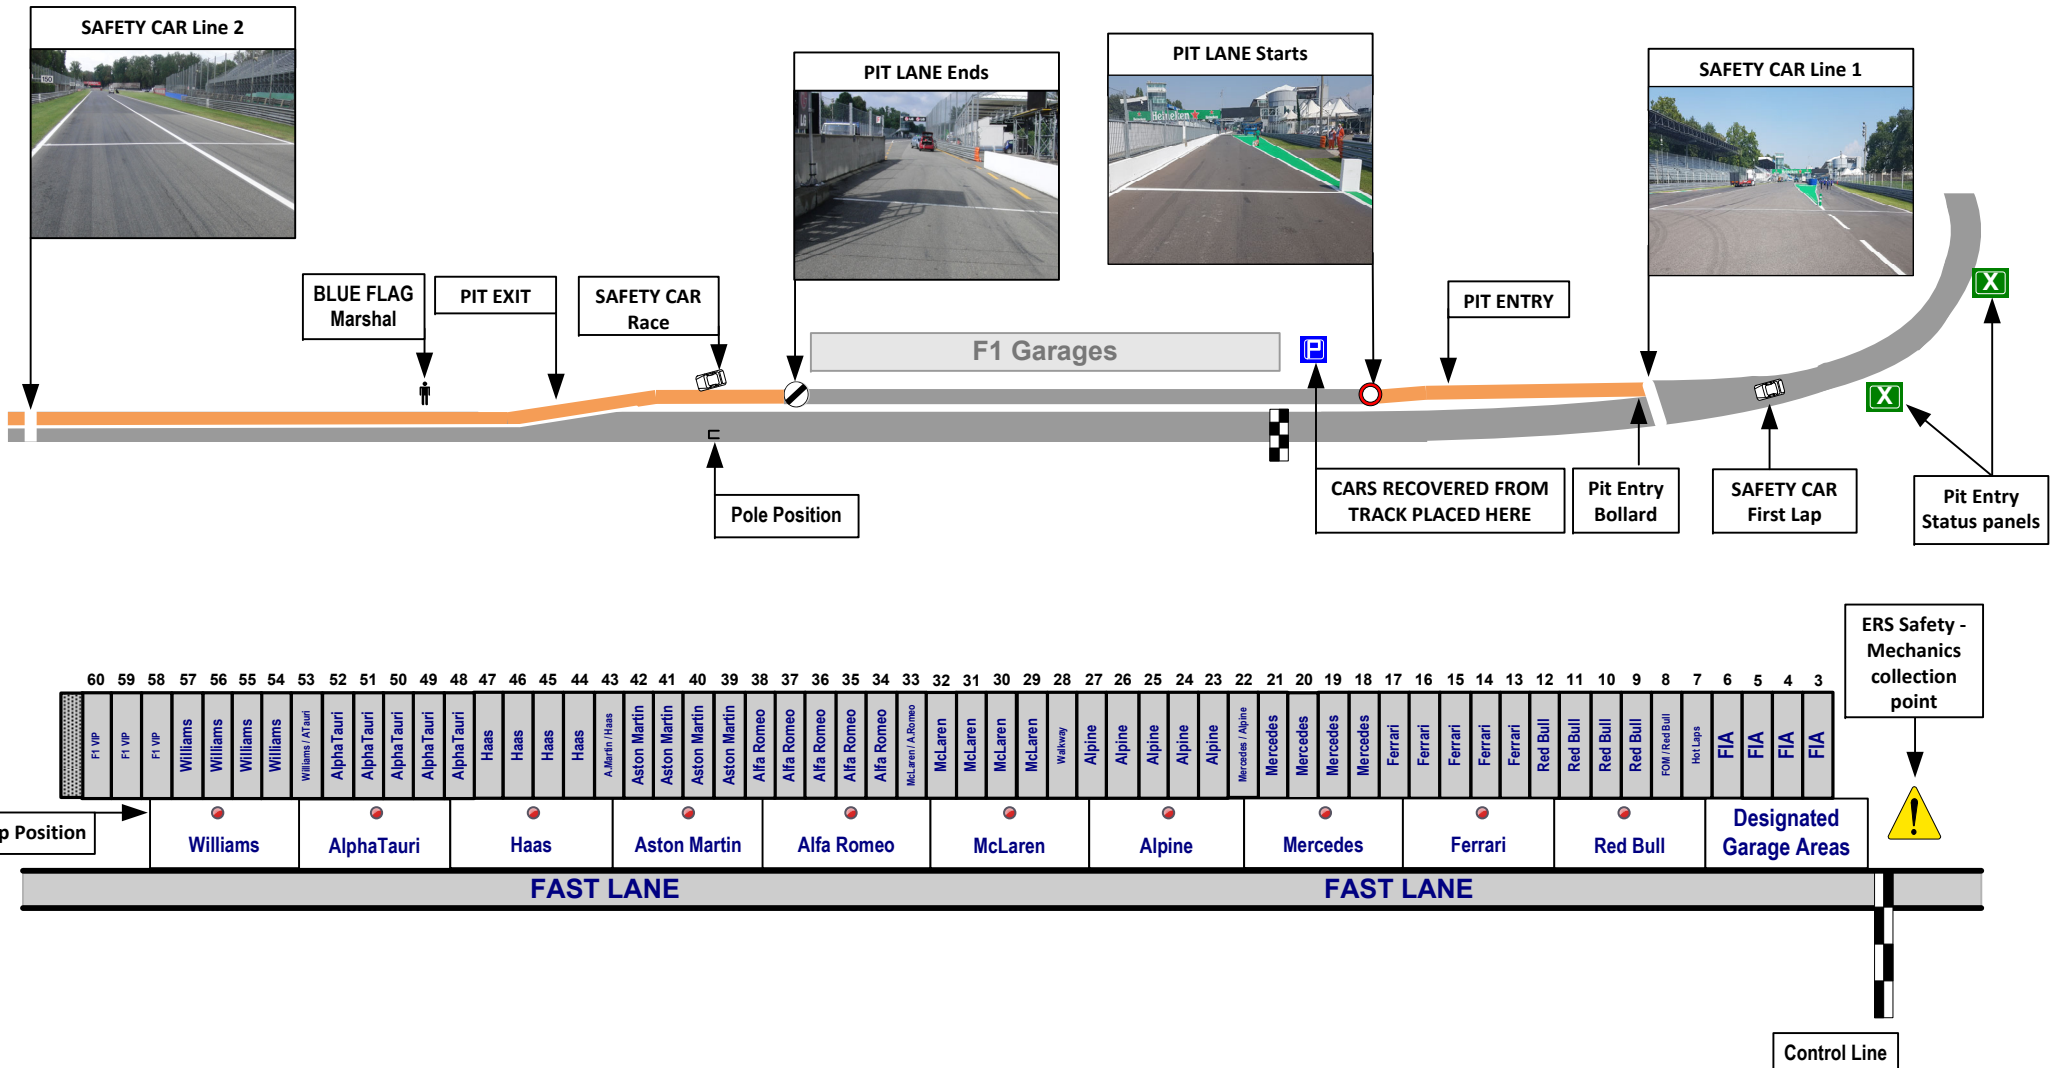 SAFETY CAR Line 2
PIT LANE Ends
PIT LANE Starts
SAFETY CAR Line 1
150
Heineken
BLUE FLAG
Marshal
PIT EXIT
SAFETY CAR
Race
PIT ENTRY
F1 Garages
P
X
X
Pole Position
CARS RECOVERED FROM
TRACK PLACED HERE
Pit Entry
Bollard
SAFETY CAR
First Lap
Pit Entry
Status panels
ERS Safety -
Mechanics
collection
point
60 59 58 57 56 55 54 53 52 51 50 49 48 47 46 45 44 43 42 41 40 39 38 37 36 35 34 33 32 31 30 29 28 27 26 25 24 23 22 21 20 19 18 17 16 15 14 13 12 11 10 9 8 7 6 5 4 3
F1 VIP
F1 VIP
F1 VIP
Williams
Williams
Williams
Williams
Williams / ATauri
AlphaTauri
AlphaTauri
AlphaTauri
AlphaTauri
AlphaTauri
Haas
Haas
Haas
Haas
A.Martin / Haas
Aston Martin
Aston Martin
Aston Martin
Aston Martin
Alfa Romeo
Alfa Romeo
Alfa Romeo
Alfa Romeo
Alfa Romeo
McLaren / A.Romeo
McLaren
McLaren
McLaren
McLaren
Walkway
Alpine
Alpine
Alpine
Alpine
Alpine
Mercedes / Alpine
Mercedes
Mercedes
Mercedes
Mercedes
Ferrari
Ferrari
Ferrari
Ferrari
Ferrari
Red Bull
Red Bull
Red Bull
Red Bull
FOM / Red Bull
Hot Laps
FIA
FIA
FIA
FIA
p Position
Williams
AlphaTauri
Haas
Aston Martin
Alfa Romeo
McLaren
Alpine
Mercedes
Ferrari
Red Bull
Designated
Garage Areas
FAST LANE
FAST LANE
Control Line